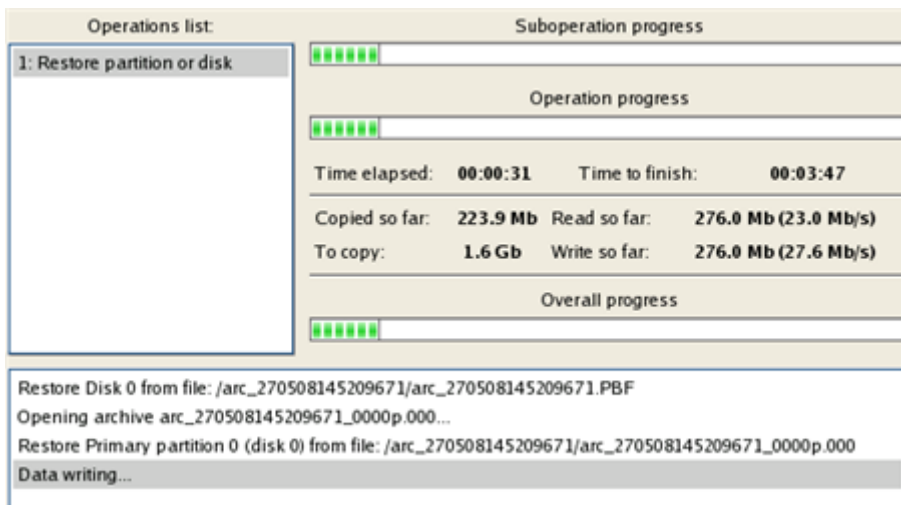 Operations list:
1: Restore partition or disk
Suboperation progress
Operation progress
Time elapsed: 00:00:31 Time to finish: 00:03:47
Copied so far: 223.9 Mb Read so far: 276.0 Mb (23.0 Mb/s)
To copy: 1.6 Gb Write so far: 276.0 Mb (27.6 Mb/s)
Overall progress
Restore Disk 0 from file: /arc_270508145209671/arc_270508145209671.PBF
Opening archive arc_270508145209671_0000p.000...
Restore Primary partition 0 (disk 0) from file: /arc_270508145209671/arc_270508145209671_0000p.000
Data writing...